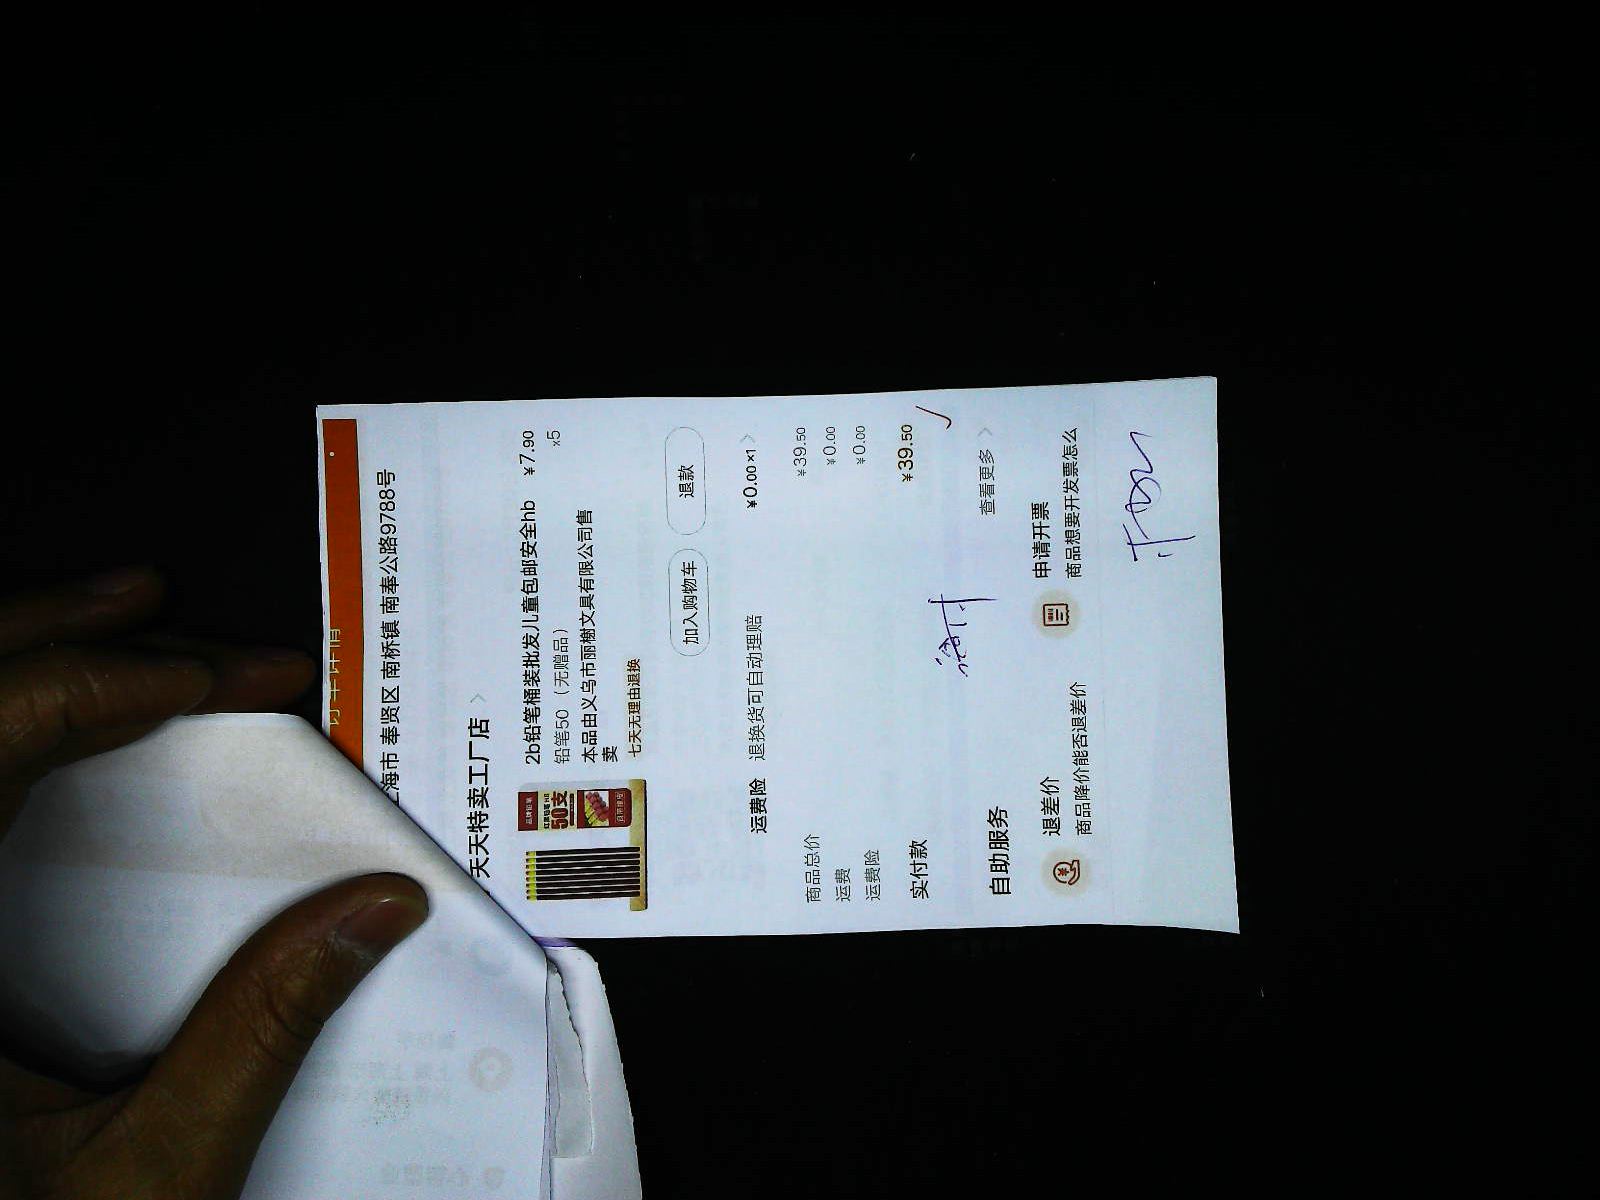 上海市 奉贤区 南桥镇 南奉公路9788号
天天特卖工厂店 >
2b铅笔桶装批发儿童包邮安全hb ¥7.90
铅笔50（无赠品） x5
本品由义乌市丽榭文具有限公司售
卖
七天无理由退换
50支
加入购物车 退款
运费险 退换货可自动理赔 ¥0.00 x1 >
商品总价 ¥39.50
运费 ¥0.00
运费险 ¥0.00
实付款 ¥39.50
自助服务 查看更多 >
退差价 申请开票
商品降价能否退差价 商品想要开发票怎么